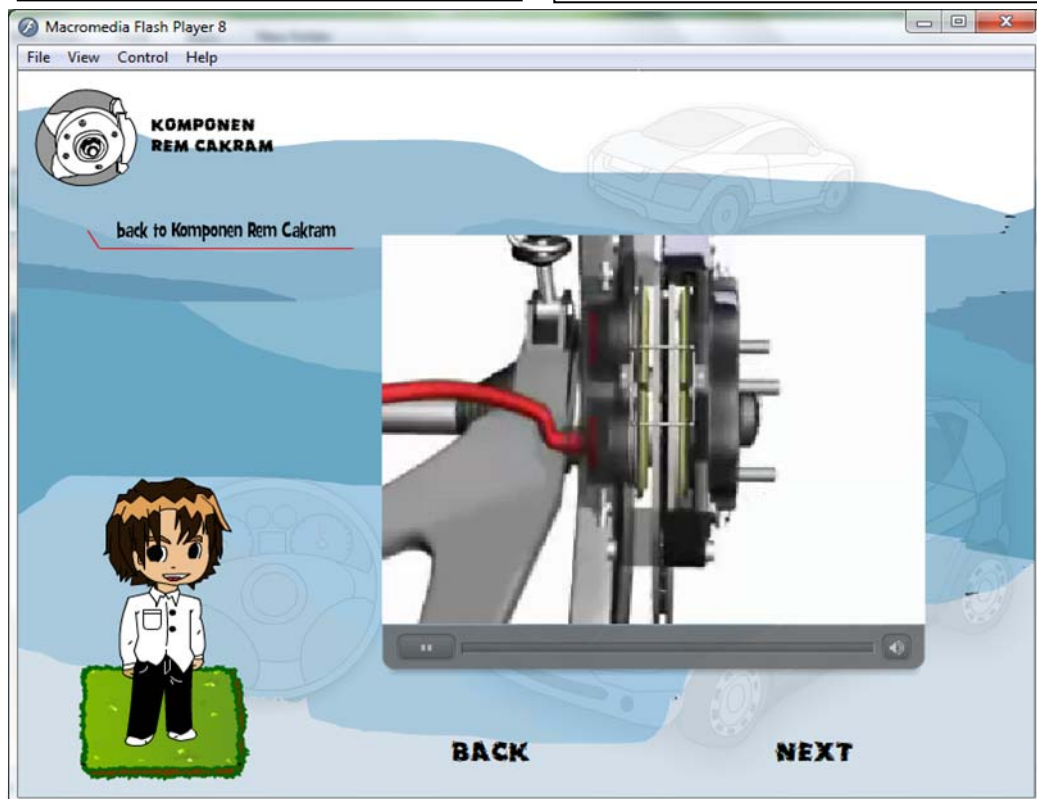 Macromedia Flash Player 8
File View Control Help
KOMPONEN
REM CAKRAM
back to Komponen Rem Cakram
BACK NEXT